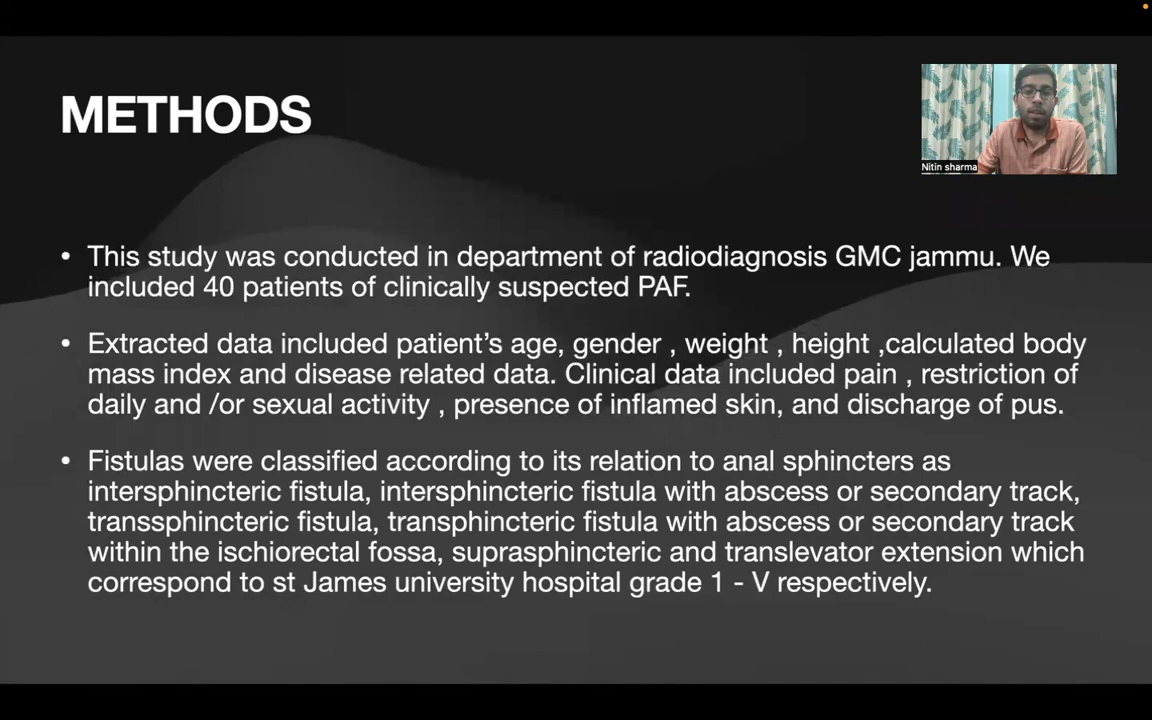 METHODS
Nitin sharma
• This study was conducted in department of radiodiagnosis GMC jammu. We
included 40 patients of clinically suspected PAF.
• Extracted data included patient’s age, gender , weight , height ,calculated body
mass index and disease related data. Clinical data included pain , restriction of
daily and /or sexual activity , presence of inflamed skin, and discharge of pus.
• Fistulas were classified according to its relation to anal sphincters as
intersphincteric fistula, intersphincteric fistula with abscess or secondary track,
transsphincteric fistula, transphincteric fistula with abscess or secondary track
within the ischiorectal fossa, suprasphincteric and translevator extension which
correspond to st James university hospital grade 1 - V respectively.